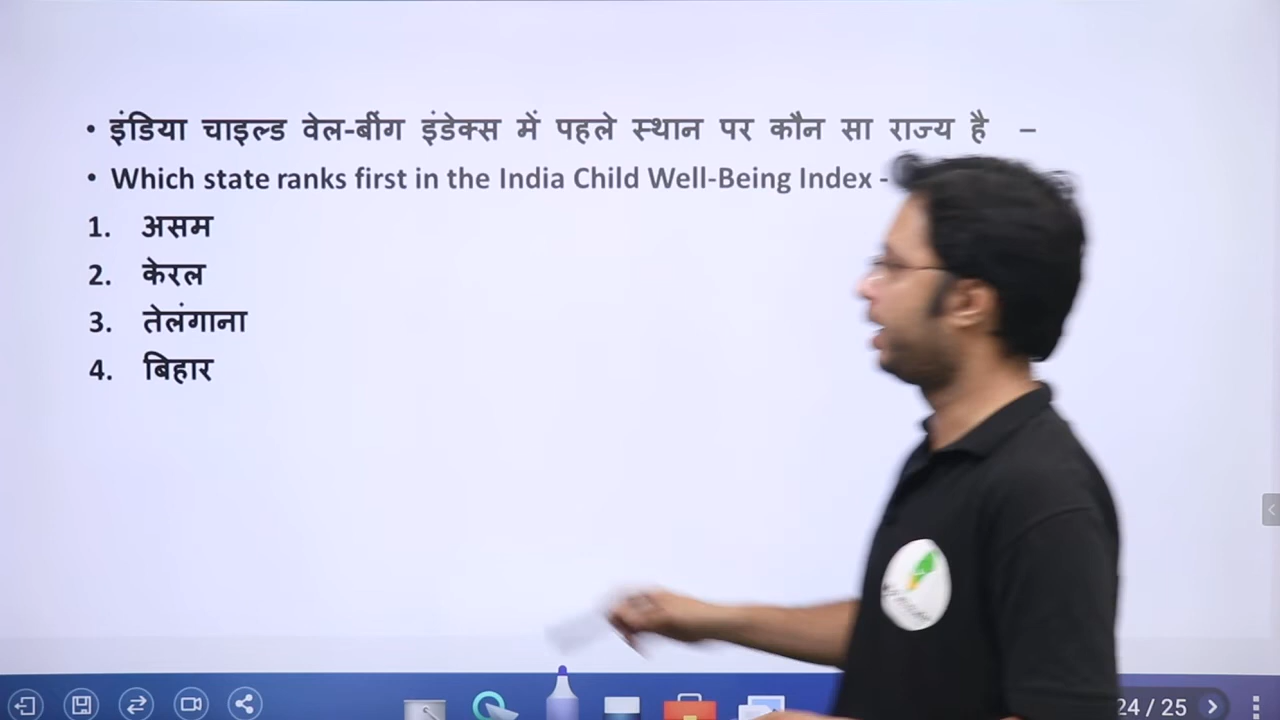 • इंडिया चाइल्ड वेल-बींग इंडेक्स में पहले स्थान पर कौन सा राज्य है –
• Which state ranks first in the India Child Well-Being Index -
1. असम
2. केरल
3. तेलंगाना
4. बिहार
24 / 25